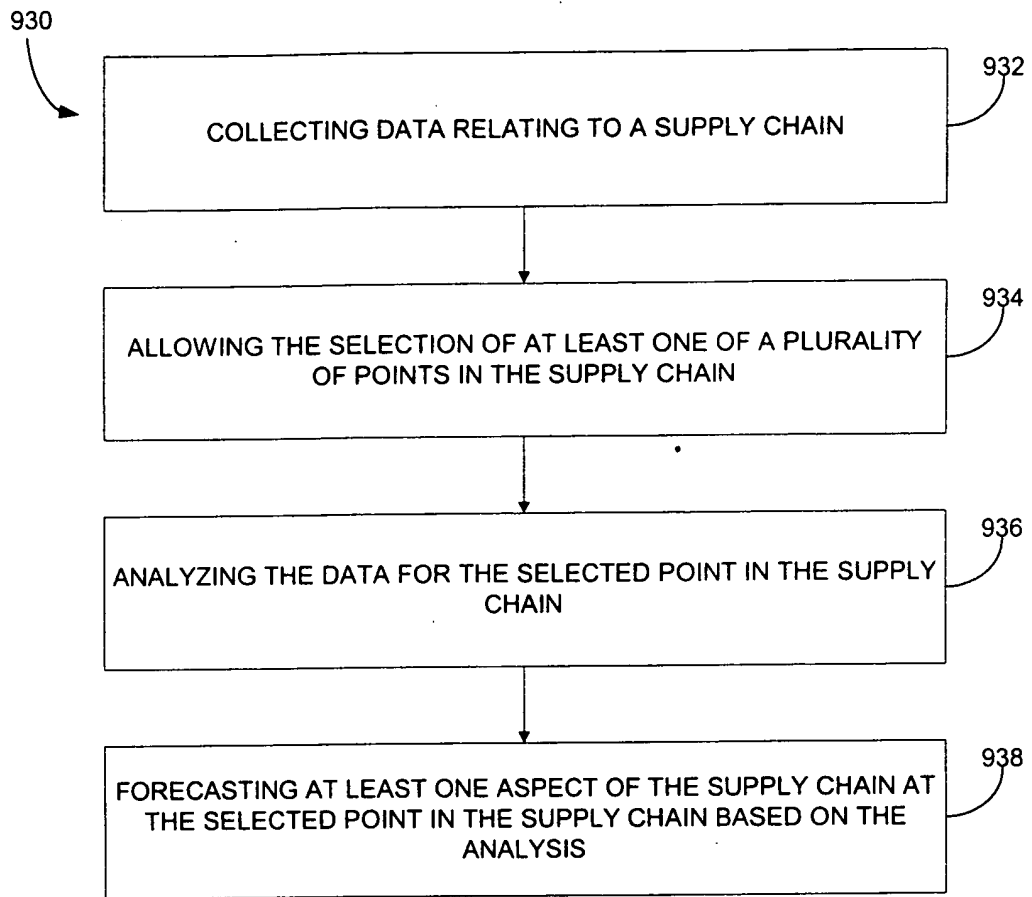 930
932
COLLECTING DATA RELATING TO A SUPPLY CHAIN
934
ALLOWING THE SELECTION OF AT LEAST ONE OF A PLURALITY
OF POINTS IN THE SUPPLY CHAIN
936
ANALYZING THE DATA FOR THE SELECTED POINT IN THE SUPPLY
CHAIN
938
FORECASTING AT LEAST ONE ASPECT OF THE SUPPLY CHAIN AT
THE SELECTED POINT IN THE SUPPLY CHAIN BASED ON THE
ANALYSIS